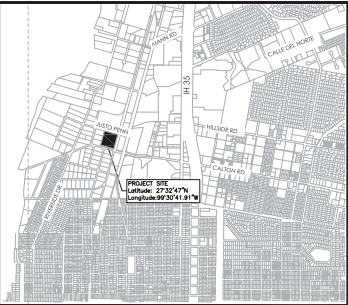 MANN RD
CALLE DEL NORTE
IH 35
JUSTO PENN
HILLSIDE RD
CALTON RD
RIVERSIDE DR.
PROJECT SITE
Latitude: 27°32'47"N
Longitude:99°30'41.91"W